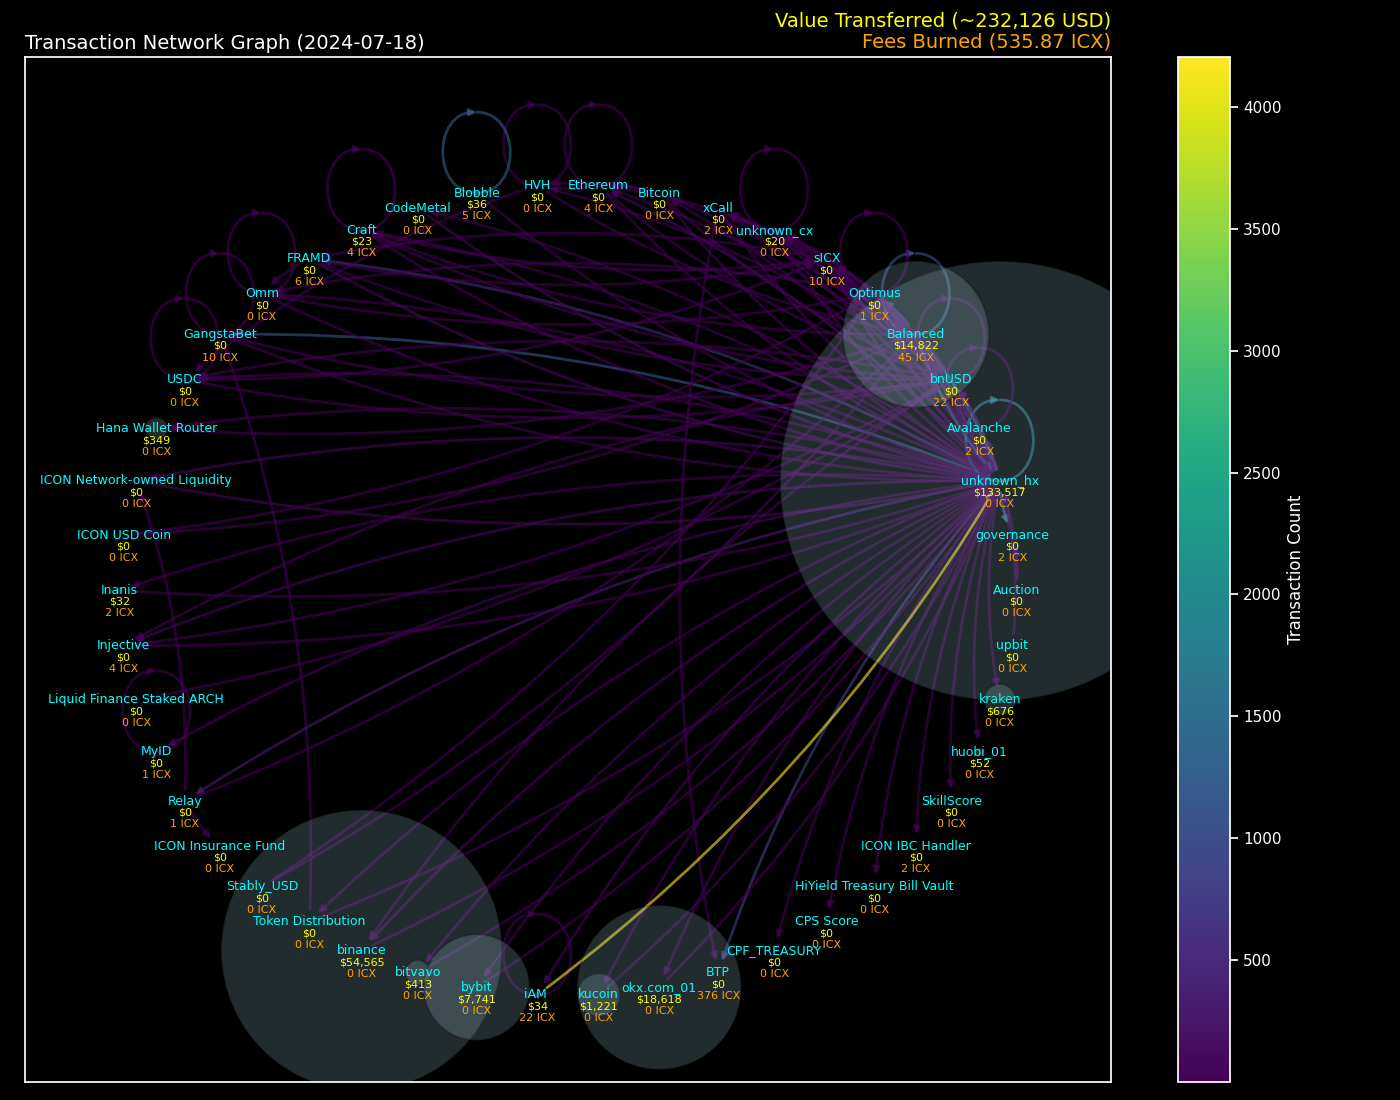 Value Transferred (~232,126 USD)
Transaction Network Graph (2024-07-18)
Fees Burned (535.87 ICX)
HVH
$0
0 ICX
Ethereum
$0
4 ICX
Blobble
$36
5 ICX
Bitcoin
$0
0 ICX
CodeMetal
$0
0 ICX
xCall
$0
2 ICX
Craft
$23
4 ICX
unknown_cx
$20
0 ICX
FRAMD
$0
6 ICX
sICX
$0
10 ICX
Omm
$0
0 ICX
Optimus
$0
1 ICX
GangstaBet
$0
10 ICX
Balanced
$14,822
45 ICX
USDC
$0
0 ICX
bnUSD
$0
22 ICX
Hana Wallet Router
$349
0 ICX
Avalanche
$0
2 ICX
ICON Network-owned Liquidity
$0
0 ICX
unknown_hx
$133,517
0 ICX
ICON USD Coin
$0
0 ICX
governance
$0
2 ICX
Inanis
$32
2 ICX
Auction
$0
0 ICX
Injective
$0
4 ICX
upbit
$0
0 ICX
Liquid Finance Staked ARCH
$0
0 ICX
kraken
$676
0 ICX
MyID
$0
1 ICX
huobi_01
$52
0 ICX
Relay
$0
1 ICX
SkillScore
$0
0 ICX
ICON Insurance Fund
$0
0 ICX
ICON IBC Handler
$0
2 ICX
Stably_USD
$0
0 ICX
HiYield Treasury Bill Vault
$0
0 ICX
Token Distribution
$0
0 ICX
CPS Score
$0
0 ICX
binance
$54,565
0 ICX
CPF_TREASURY
$0
0 ICX
bitvavo
$413
0 ICX
BTP
$0
376 ICX
bybit
$7,741
0 ICX
okx.com_01
$18,618
0 ICX
iAM
$34
22 ICX
kucoin
$1,221
0 ICX
4000
3500
3000
2500
2000
1500
1000
500
Transaction Count